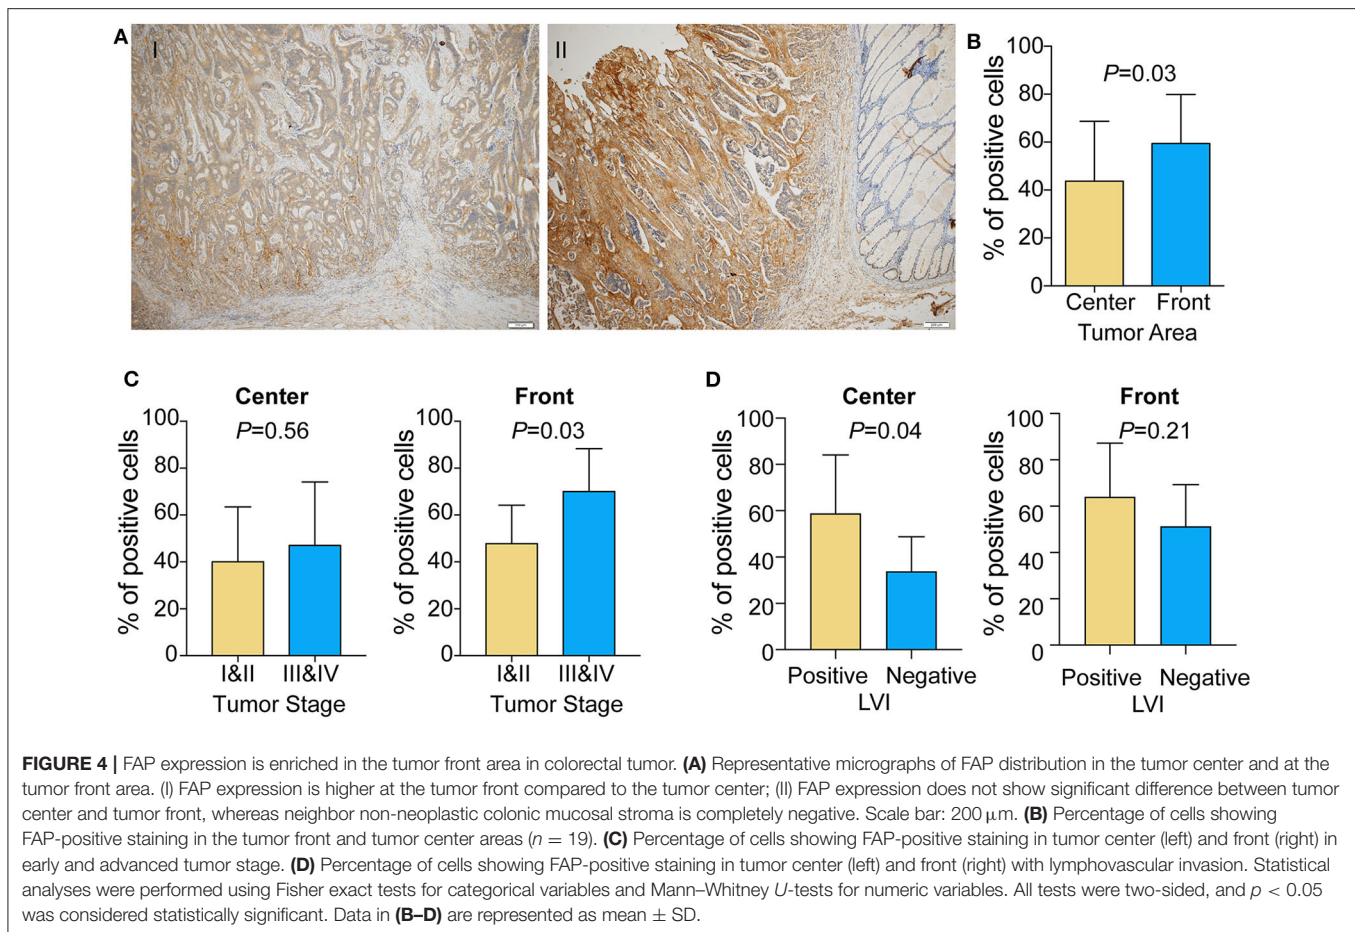 A
I
II
B
100
80
60
40
20
0
% of positive cells
P=0.03
Center Front
Tumor Area
C
Center
P=0.56
100
80
60
40
20
0
% of positive cells
I&II III&IV
Tumor Stage
Front
P=0.03
100
80
60
40
20
0
% of positive cells
I&II III&IV
Tumor Stage
D
Center
P=0.04
100
80
60
40
20
0
% of positive cells
Positive Negative
LVI
Front
P=0.21
100
80
60
40
20
0
% of positive cells
Positive Negative
LVI
FIGURE 4 | FAP expression is enriched in the tumor front area in colorectal tumor. (A) Representative micrographs of FAP distribution in the tumor center and at the
tumor front area. (I) FAP expression is higher at the tumor front compared to the tumor center; (II) FAP expression does not show significant difference between tumor
center and tumor front, whereas neighbor non-neoplastic colonic mucosal stroma is completely negative. Scale bar: 200 μm. (B) Percentage of cells showing
FAP-positive staining in the tumor front and tumor center areas (n = 19). (C) Percentage of cells showing FAP-positive staining in tumor center (left) and front (right) in
early and advanced tumor stage. (D) Percentage of cells showing FAP-positive staining in tumor center (left) and front (right) with lymphovascular invasion. Statistical
analyses were performed using Fisher exact tests for categorical variables and Mann–Whitney U-tests for numeric variables. All tests were two-sided, and p < 0.05
was considered statistically significant. Data in (B–D) are represented as mean ± SD.